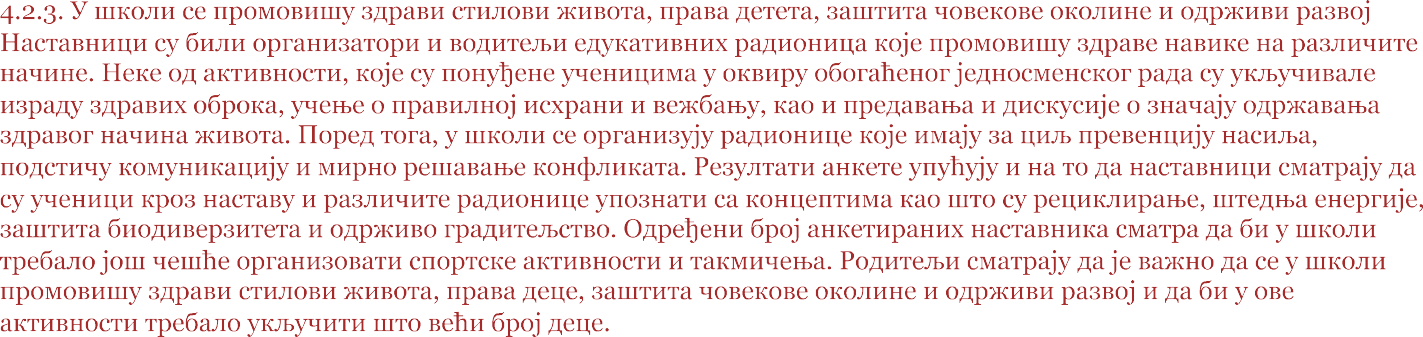 4.2.3. У школи се промовишу здрави стилови живота, права детета, заштита човекове околине и одрживи развој
Наставници су били организатори и водитељи едукативних радионица које промовишу здраве навике на различите
начине. Неке од активности, које су понуђене ученицима у оквиру обогаћеног једносменског рада су укључивале
израду здравих оброка, учење о правилној исхрани и вежбању, као и предавања и дискусије о значају одржавања
здравог начина живота. Поред тога, у школи се организују радионице које имају за циљ превенцију насиља,
подстичу комуникацију и мирно решавање конфликата. Резултати анкете упућују и на то да наставници сматрају да
су ученици кроз наставу и различите радионице упознати са концептима као што су рециклирање, штедња енергије,
заштита биодиверзитета и одрживо градитељство. Одређени број анкетираних наставника сматра да би у школи
требало још чешће организовати спортске активности и такмичења. Родитељи сматрају да је важно да се у школи
промовишу здрави стилови живота, права деце, заштита човекове околине и одрживи развој и да би у ове
активности требало укључити што већи број деце.